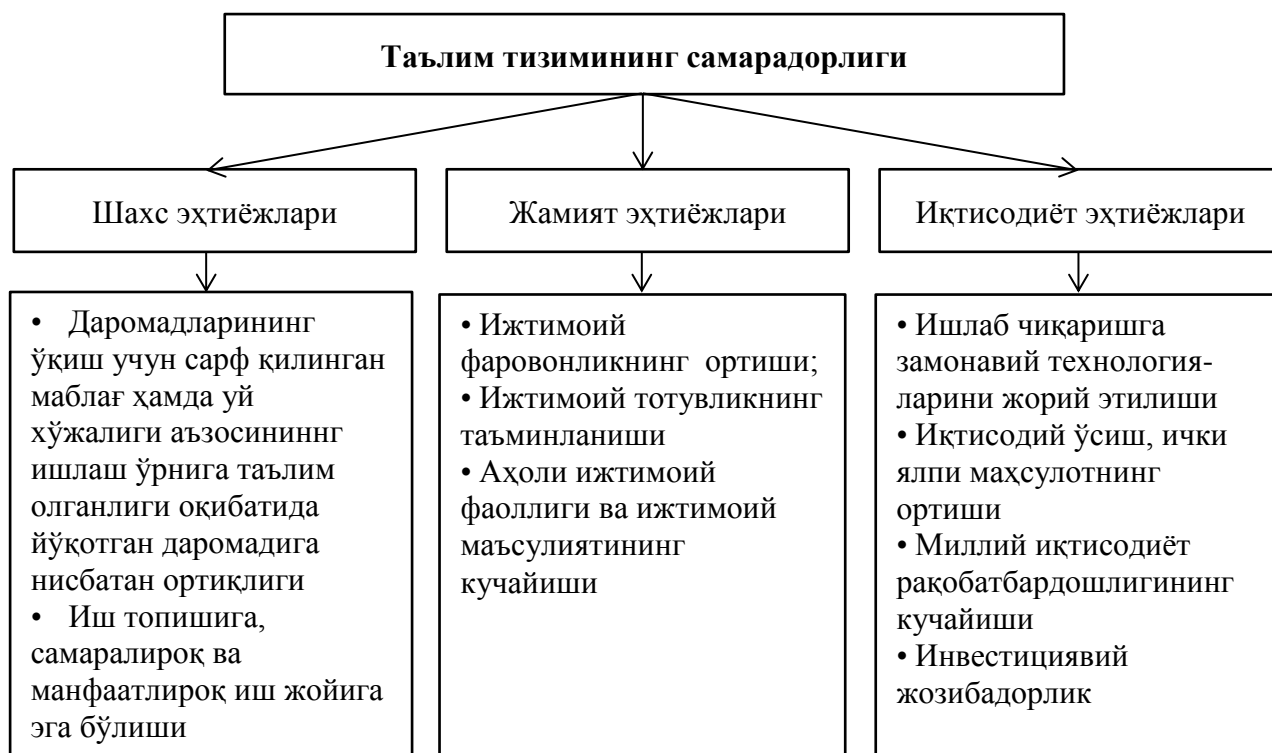 Таълим тизимининг самарадорлиги
Шахс эҳтиёжлари
Жамият эҳтиёжлари
Иқтисодиёт эҳтиёжлари
• Даромадларининг
ўқиш учун сарф қилинган
маблағ ҳамда уй
хўжалиги аъзосининнг
ишлаш ўрнига таълим
олганлиги оқибатида
йўқотган даромадига
нисбатан ортиқлиги
• Иш топишига,
самаралироқ ва
манфаатлироқ иш жойига
эга бўлиши
• Ижтимоий
фаровонликнинг ортиши;
• Ижтимоий тотувликнинг
таъминланиши
• Аҳоли ижтимоий
фаоллиги ва ижтимоий
маъсулиятининг
кучайиши
• Ишлаб чиқаришга
замонавий технология-
ларини жорий этилиши
• Иқтисодий ўсиш, ички
ялпи маҳсулотнинг
ортиши
• Миллий иқтисодиёт
рақобатбардошлигининг
кучайиши
• Инвестициявий
жозибадорлик